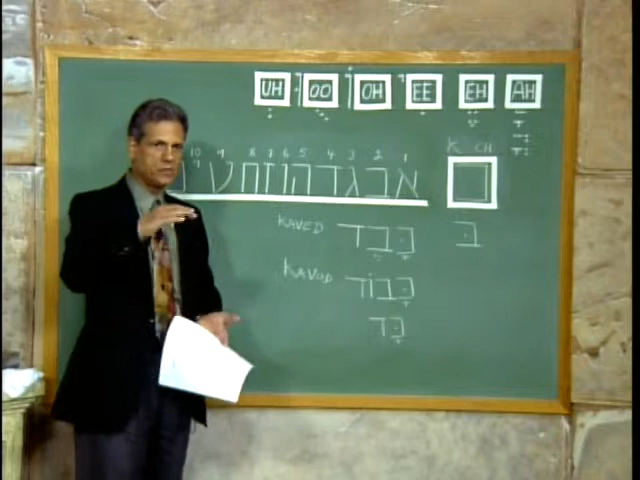 UH OO OH EE EH AH
K CH
10 9 8 7 6 5 4 3 2 1
א ב ג ד ה ו ז ח ט י
KAVED כָּבֵד ב
KAVOD כָּבוֹד
כָּד